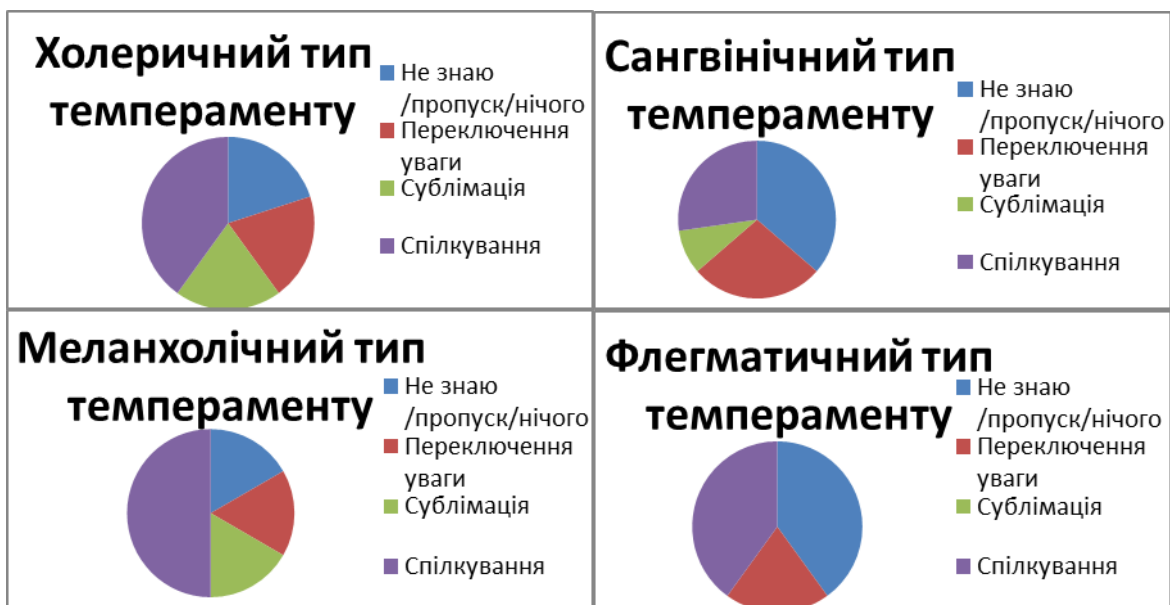 Холеричний тип
темпераменту
Не знаю
/пропуск/нічого
Переключення
уваги
Сублімація
Спілкування
Сангвінічний тип
темпераменту
Не знаю
/пропуск/нічого
Переключення
уваги
Сублімація
Спілкування
Меланхолічний тип
темпераменту
Не знаю
/пропуск/нічого
Переключення
уваги
Сублімація
Спілкування
Флегматичний тип
темпераменту
Не знаю
/пропуск/нічого
Переключення
уваги
Сублімація
Спілкування